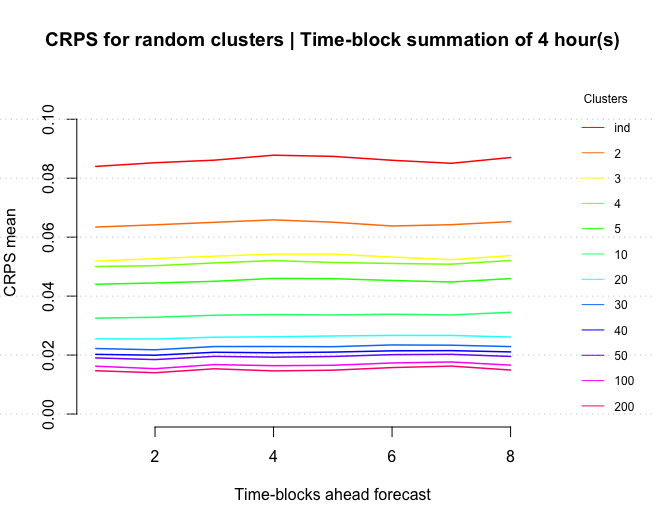 CRPS for random clusters | Time-block summation of 4 hour(s)
Clusters
ind
2
3
4
5
10
20
30
40
50
100
200
CRPS mean
0.10
0.08
0.06
0.04
0.02
0.00
2 4 6 8
Time-blocks ahead forecast